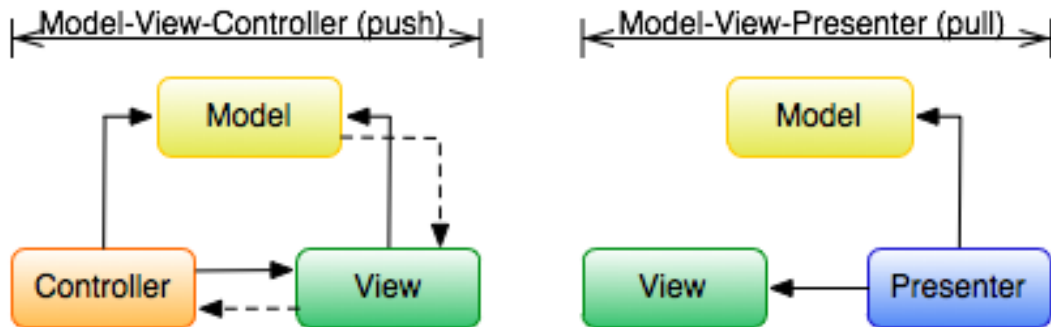 Model-View-Controller (push)
Model-View-Presenter (pull)
Model
Model
Controller
View
View
Presenter